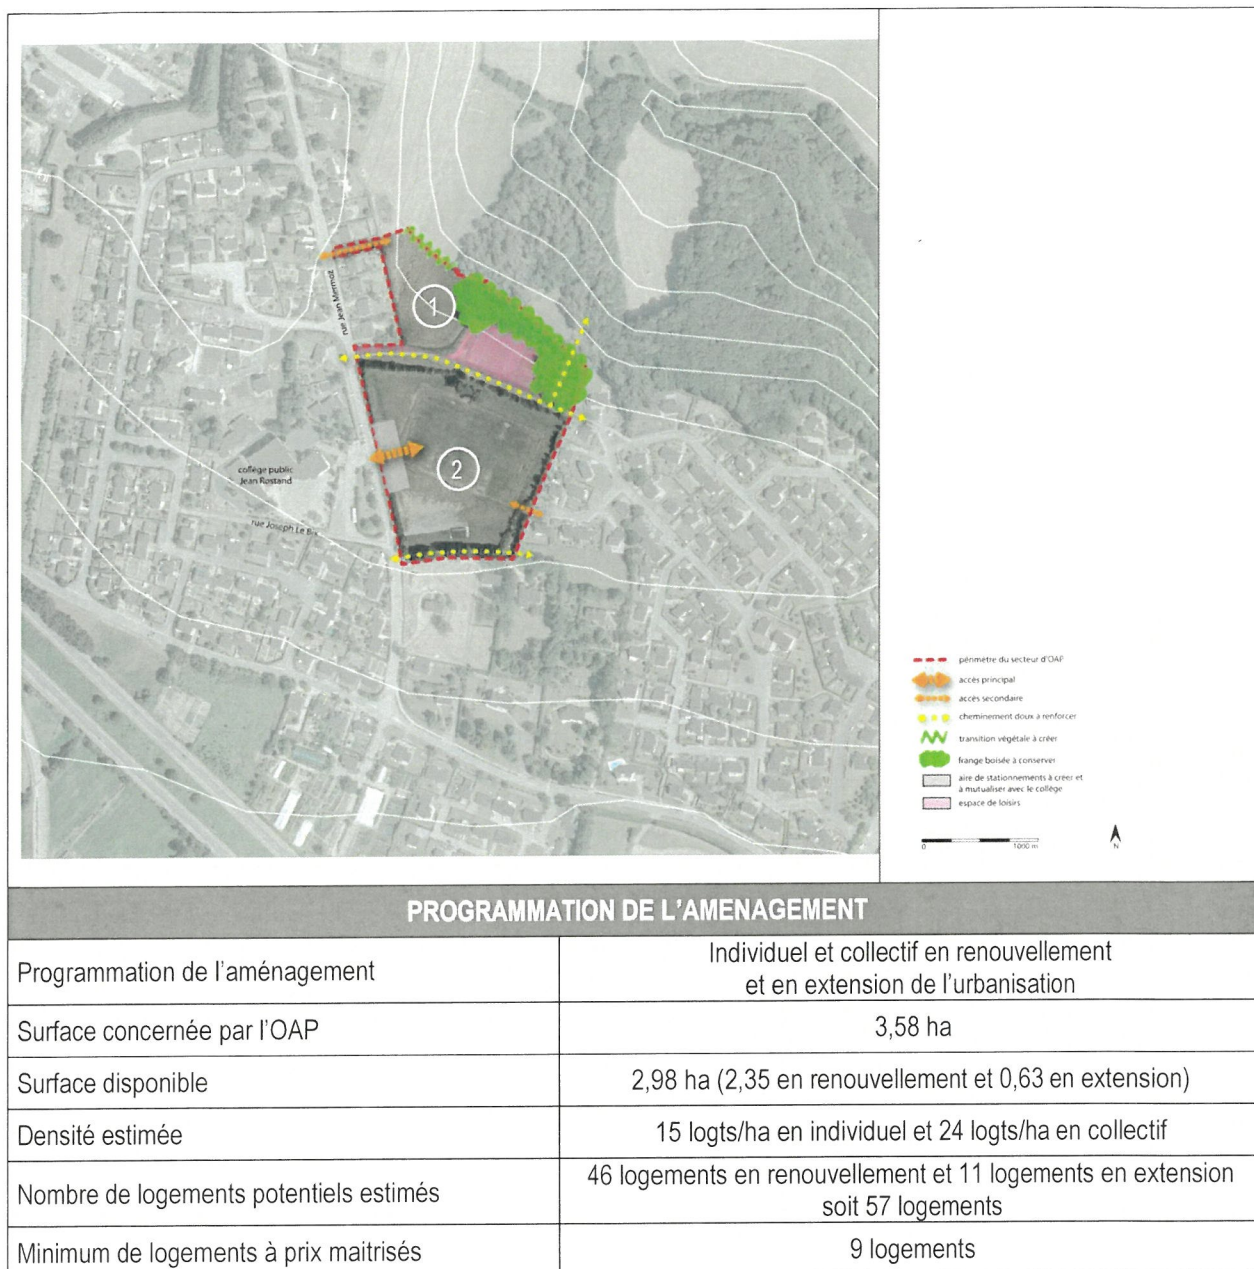 1
rue Jean Mermoz
2
collège public
Jean Rostand
rue Joseph Le Bix
périmètre du secteur d'OAP
accès principal
accès secondaire
cheminement doux à renforcer
transition végétale à créer
frange boisée à conserver
aire de stationnements à créer et
à mutualiser avec le collège
espace de loisirs
0 1000 m
N
PROGRAMMATION DE L'AMENAGEMENT
Programmation de l'aménagement
Individuel et collectif en renouvellement
et en extension de l'urbanisation
Surface concernée par l'OAP
3,58 ha
Surface disponible
2,98 ha (2,35 en renouvellement et 0,63 en extension)
Densité estimée
15 logts/ha en individuel et 24 logts/ha en collectif
Nombre de logements potentiels estimés
46 logements en renouvellement et 11 logements en extension
soit 57 logements
Minimum de logements à prix maitrisés
9 logements